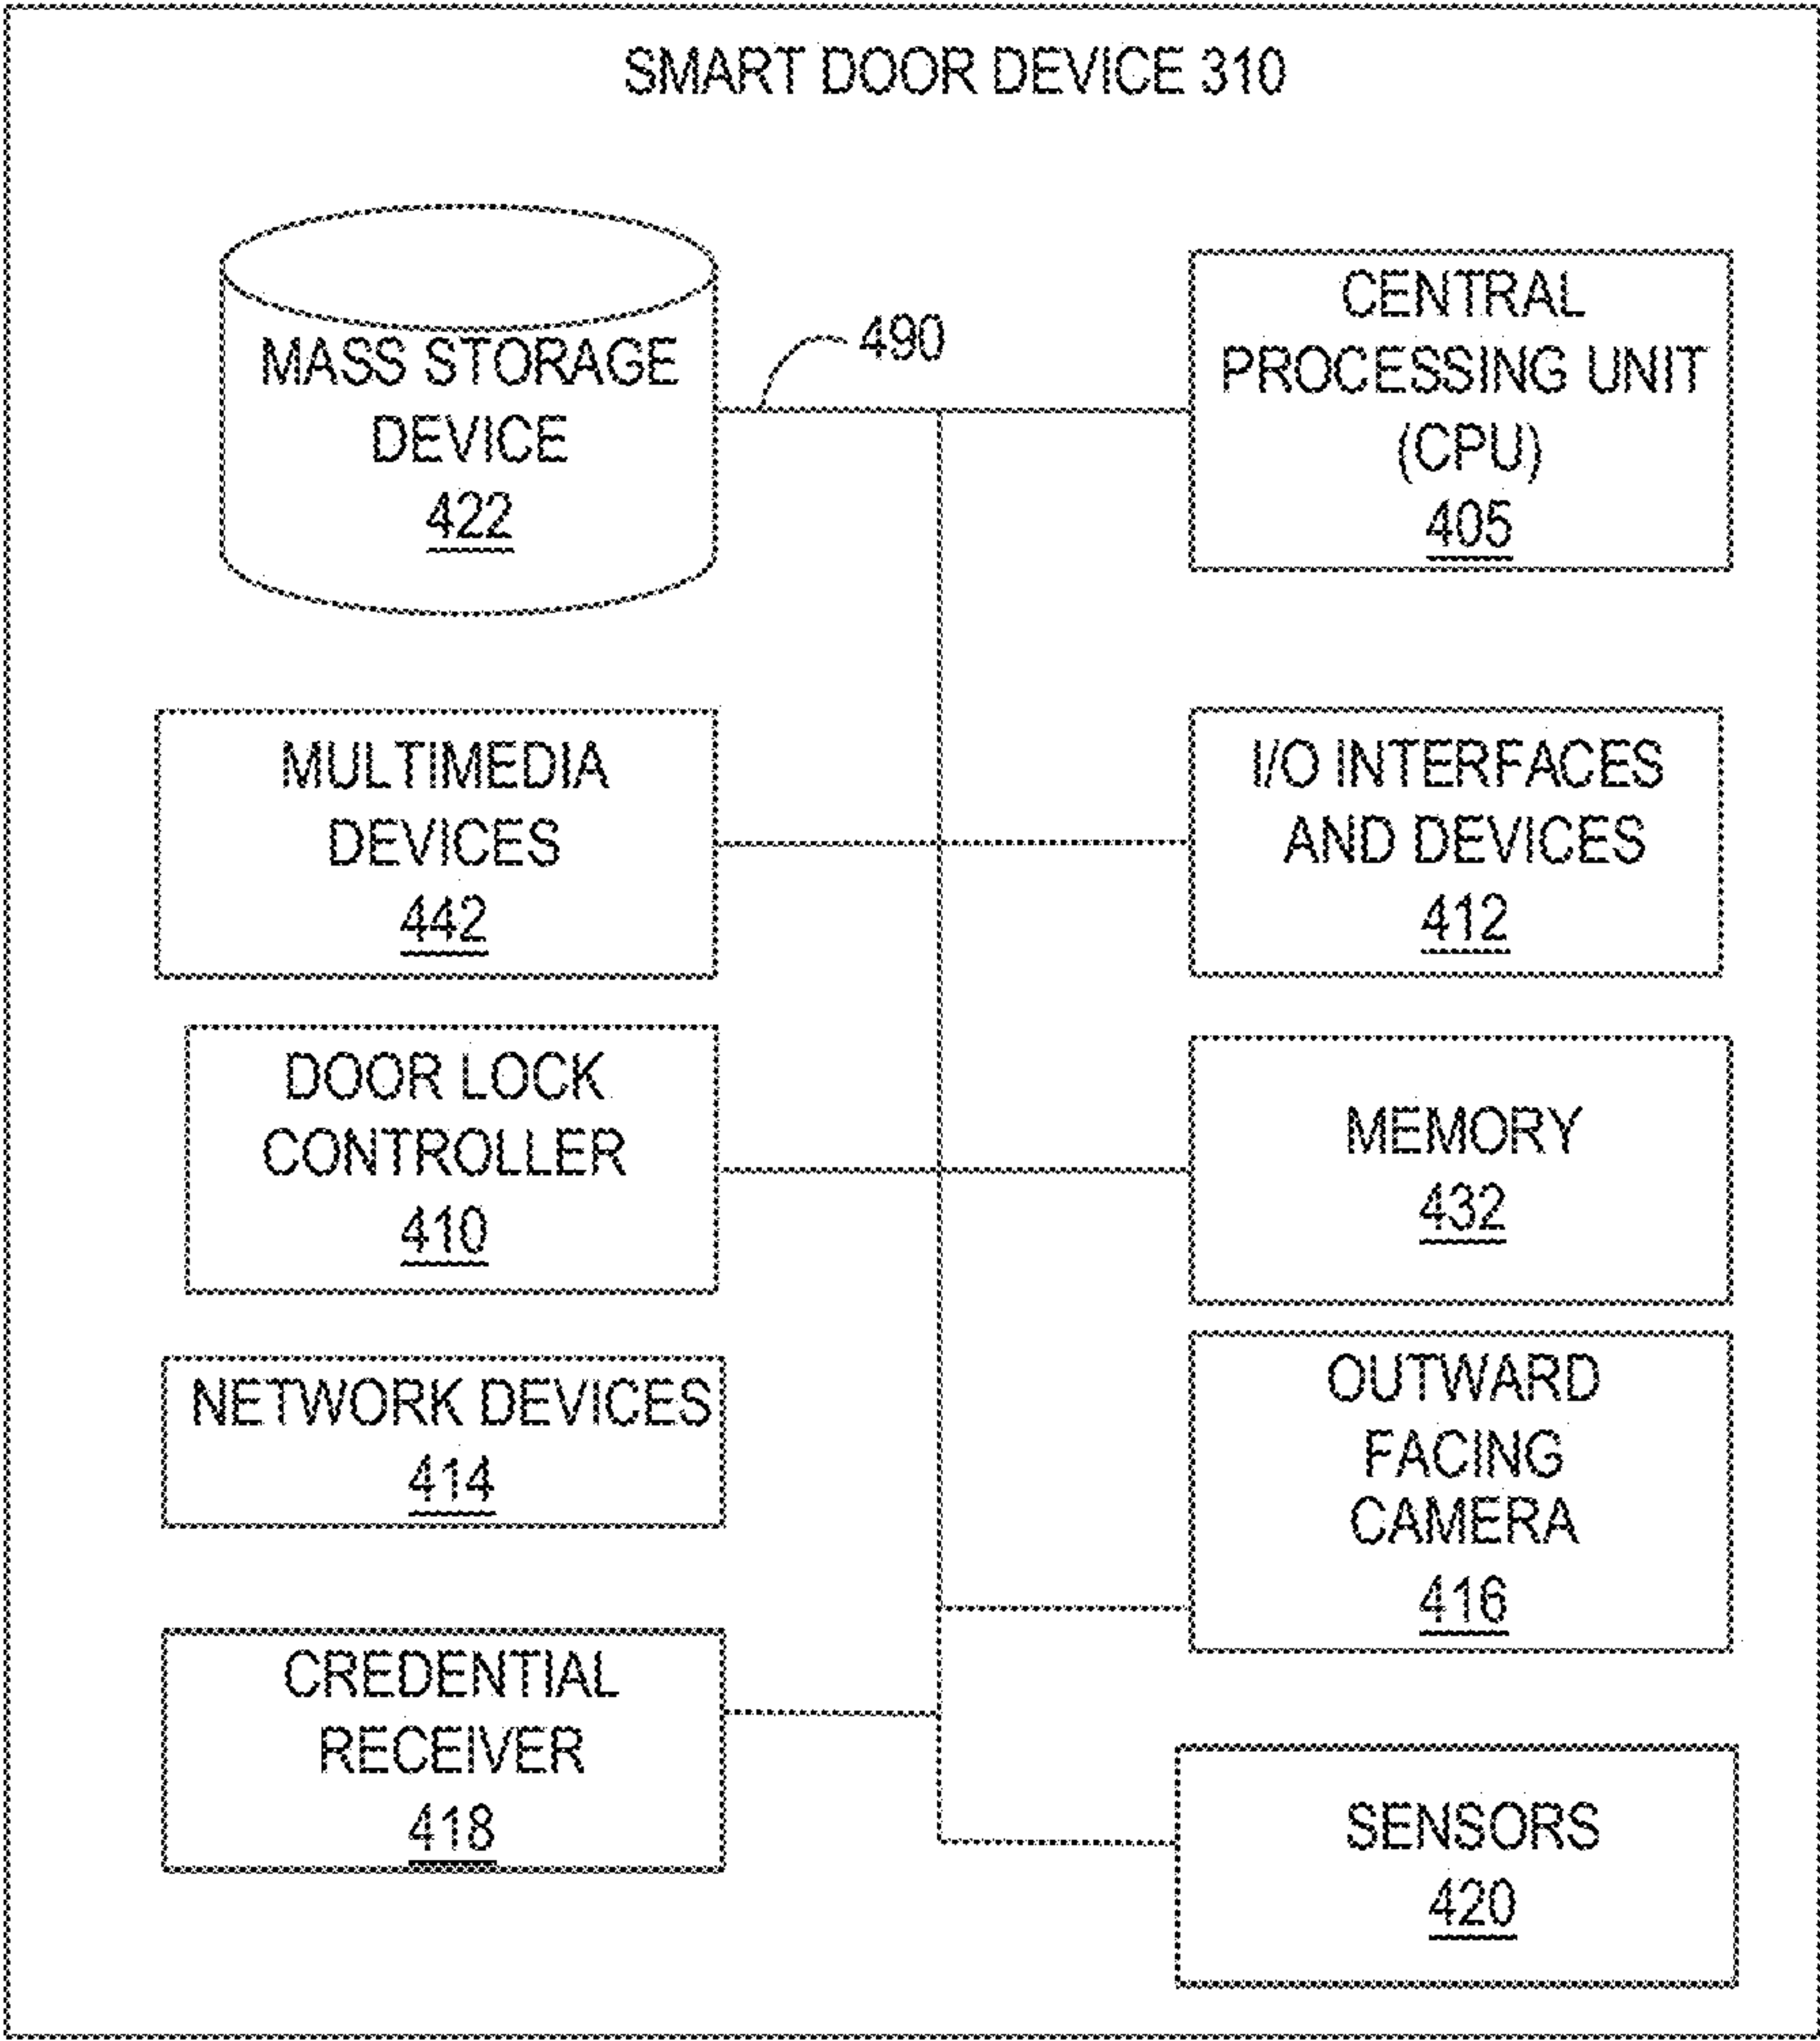 SMART DOOR DEVICE 310
MASS STORAGE
DEVICE
422
490
CENTRAL
PROCESSING UNIT
(CPU)
405
MULTIMEDIA
DEVICES
442
I/O INTERFACES
AND DEVICES
412
DOOR LOCK
CONTROLLER
410
MEMORY
432
NETWORK DEVICES
414
OUTWARD
FACING
CAMERA
416
CREDENTIAL
RECEIVER
418
SENSORS
420